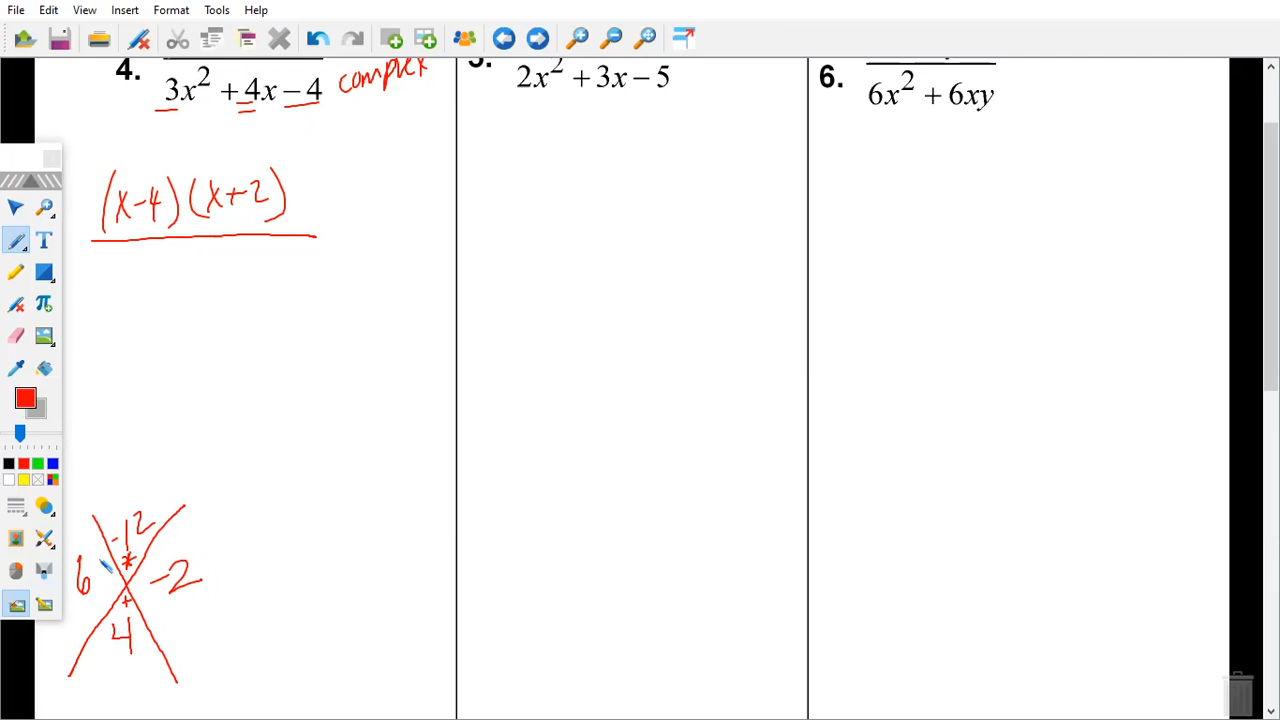 File Edit View Insert Format Tools Help
4. 3x² + 4x − 4 complex
2x² + 3x − 5
6. 6x² + 6xy
(x-4)(x+2)
-12
*
6 -2
+
4